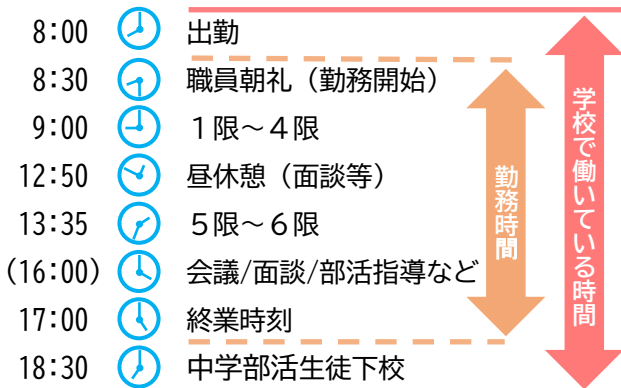 8:00 出勤
8:30 職員朝礼（勤務開始）
9:00 １限～４限
12:50 昼休憩（面談等）
13:35 ５限～６限
(16:00) 会議/面談/部活指導など
17:00 終業時刻
18:30 中学部活生徒下校
勤務時間
学校で働いている時間